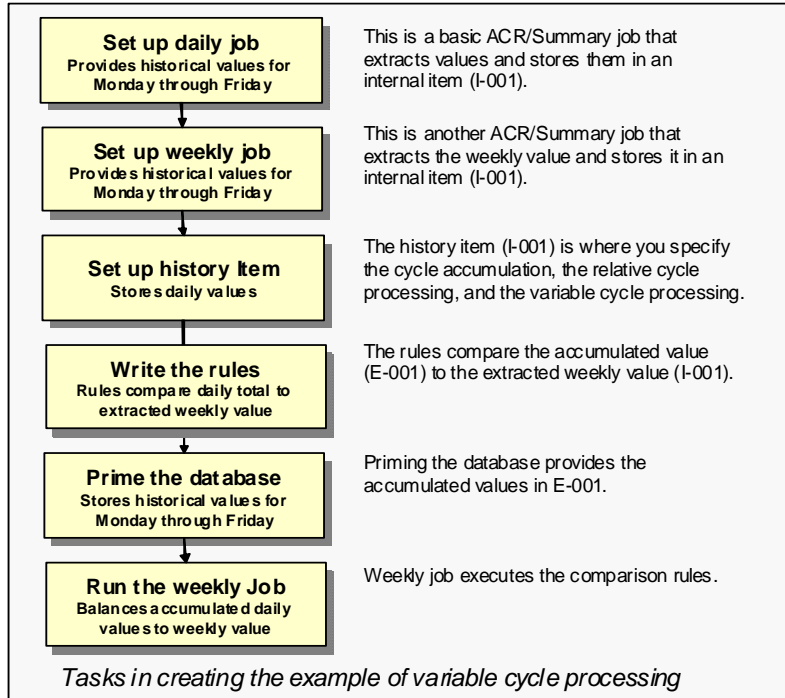 Set up daily job
Provides historical values for
Monday through Friday
This is a basic ACR/Summary job that
extracts values and stores them in an
internal item (I-001).
Set up weekly job
Provides historical values for
Monday through Friday
This is another ACR/Summary job that
extracts the weekly value and stores it in an
internal item (I-001).
Set up history Item
Stores daily values
The history item (I-001) is where you specify
the cycle accumulation, the relative cycle
processing, and the variable cycle processing.
Write the rules
Rules compare daily total to
extracted weekly value
The rules compare the accumulated value
(E-001) to the extracted weekly value (I-001).
Prime the database
Stores historical values for
Monday through Friday
Priming the database provides the
accumulated values in E-001.
Run the weekly Job
Balances accumulated daily
values to weekly value
Weekly job executes the comparison rules.
Tasks in creating the example of variable cycle processing